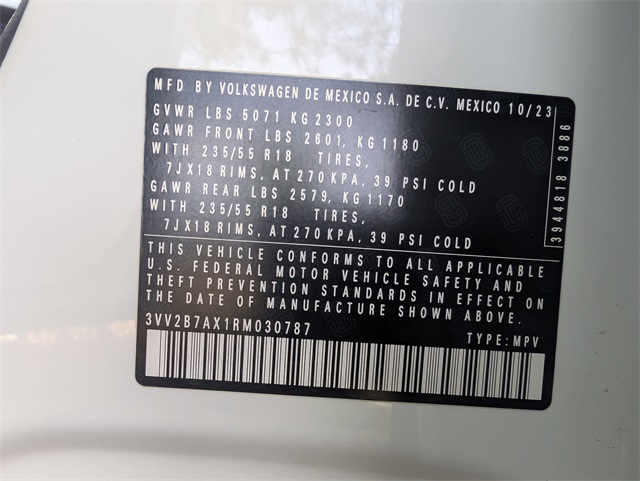 MFD BY VOLKSWAGEN DE MEXICO S.A. DE C.V. MEXICO 10/23
GVWR LBS 5071 KG 2300
GAWR FRONT LBS 2601, KG 1180
WITH 235/55 R18 TIRES,
7JX18 RIMS, AT 270 KPA, 39 PSI COLD
GAWR REAR LBS 2579, KG 1170
WITH 235/55 R18 TIRES,
7JX18 RIMS, AT 270 KPA, 39 PSI COLD
3944818 3886
THIS VEHICLE CONFORMS TO ALL APPLICABLE
U.S. FEDERAL MOTOR VEHICLE SAFETY AND
THEFT PREVENTION STANDARDS IN EFFECT ON
THE DATE OF MANUFACTURE SHOWN ABOVE.
3VV2B7AX1RM030787 TYPE: MPV